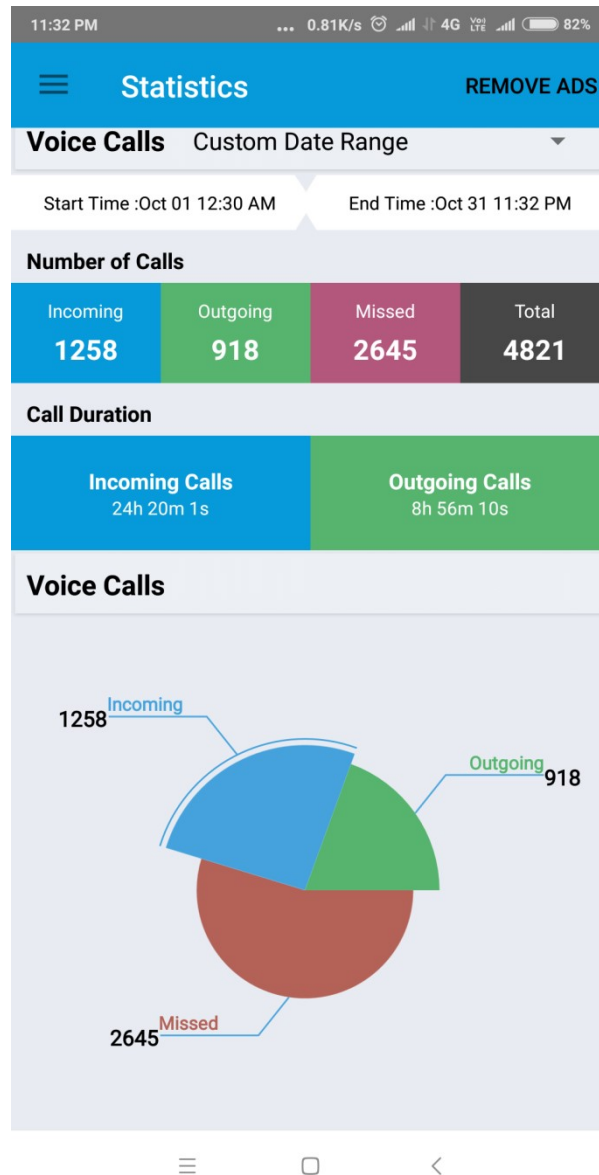 11:32 PM ... 0.81K/s 4G VoI LTE 82%
Statistics REMOVE ADS
Voice Calls Custom Date Range
Start Time :Oct 01 12:30 AM End Time :Oct 31 11:32 PM
Number of Calls
Incoming Outgoing Missed Total
1258 918 2645 4821
Call Duration
Incoming Calls Outgoing Calls
24h 20m 1s 8h 56m 10s
Voice Calls
Incoming
1258
Outgoing
918
Missed
2645